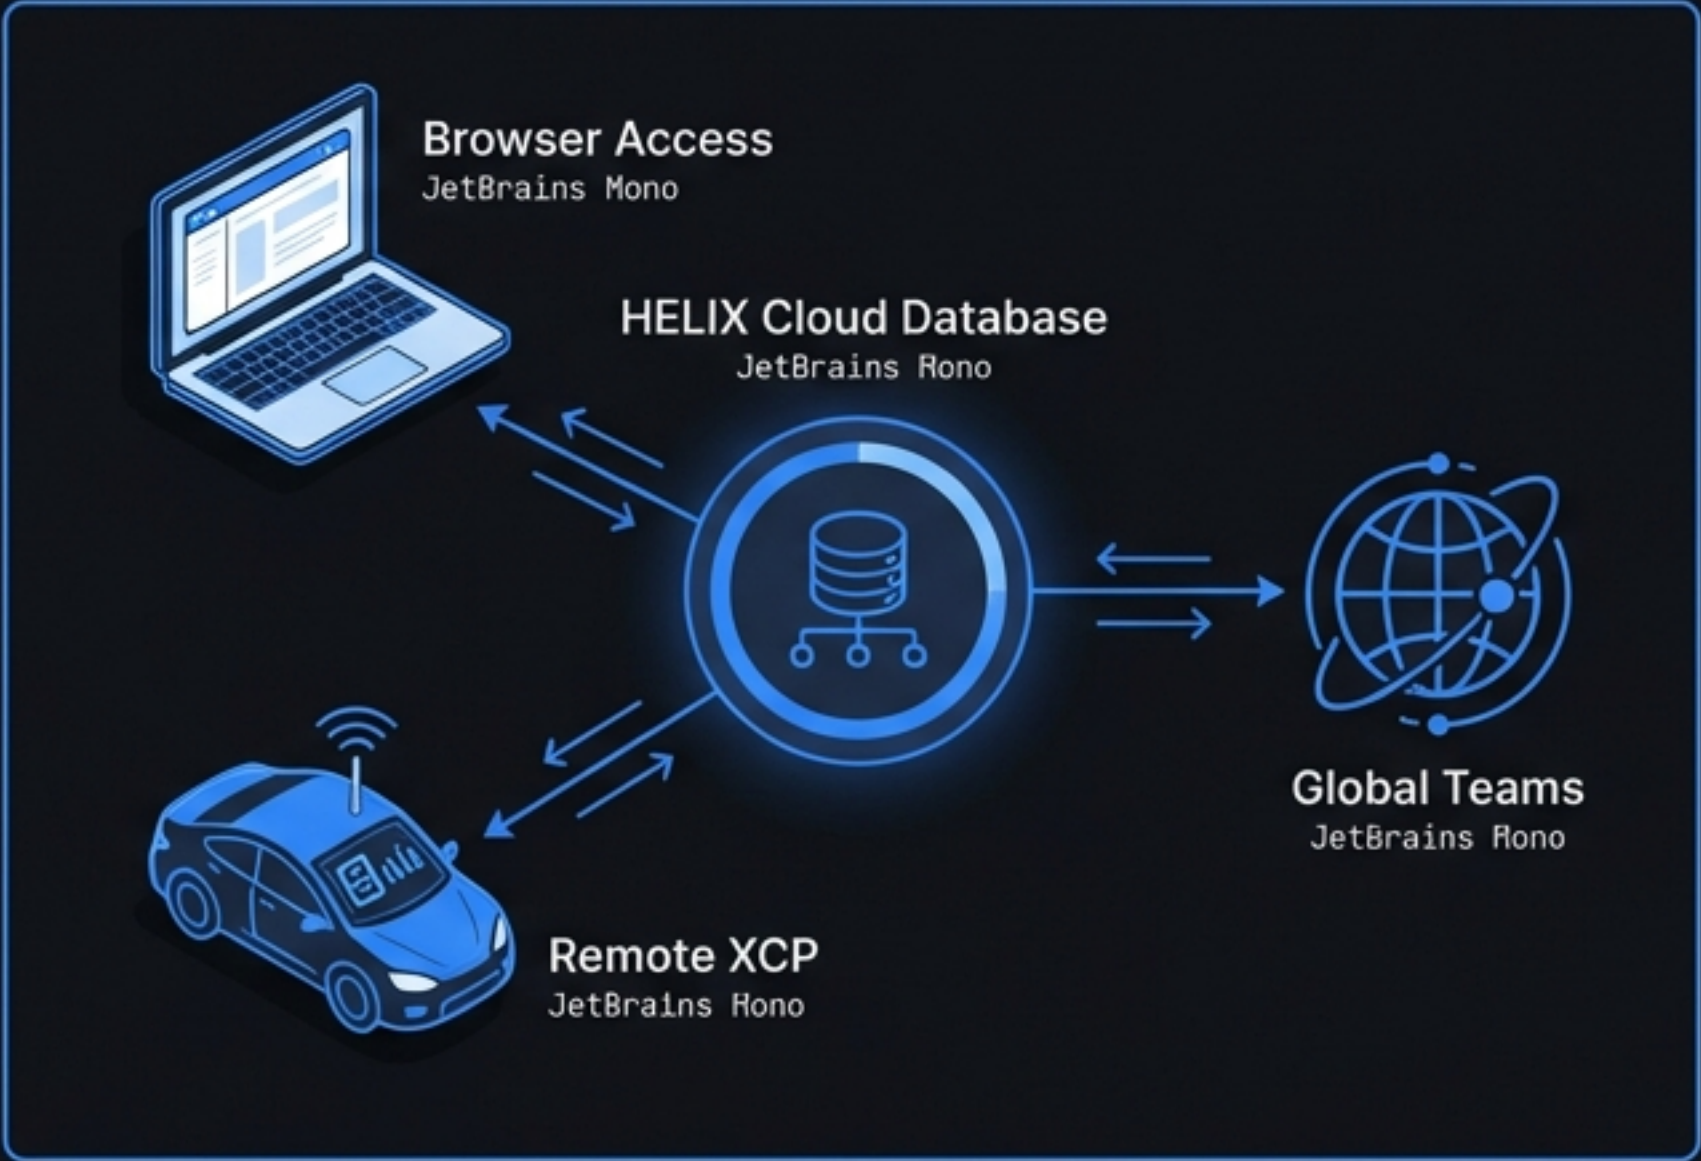 Browser Access
JetBrains Mono
HELIX Cloud Database
JetBrains Rono
Global Teams
JetBrains Rono
Remote XCP
JetBrains Rono